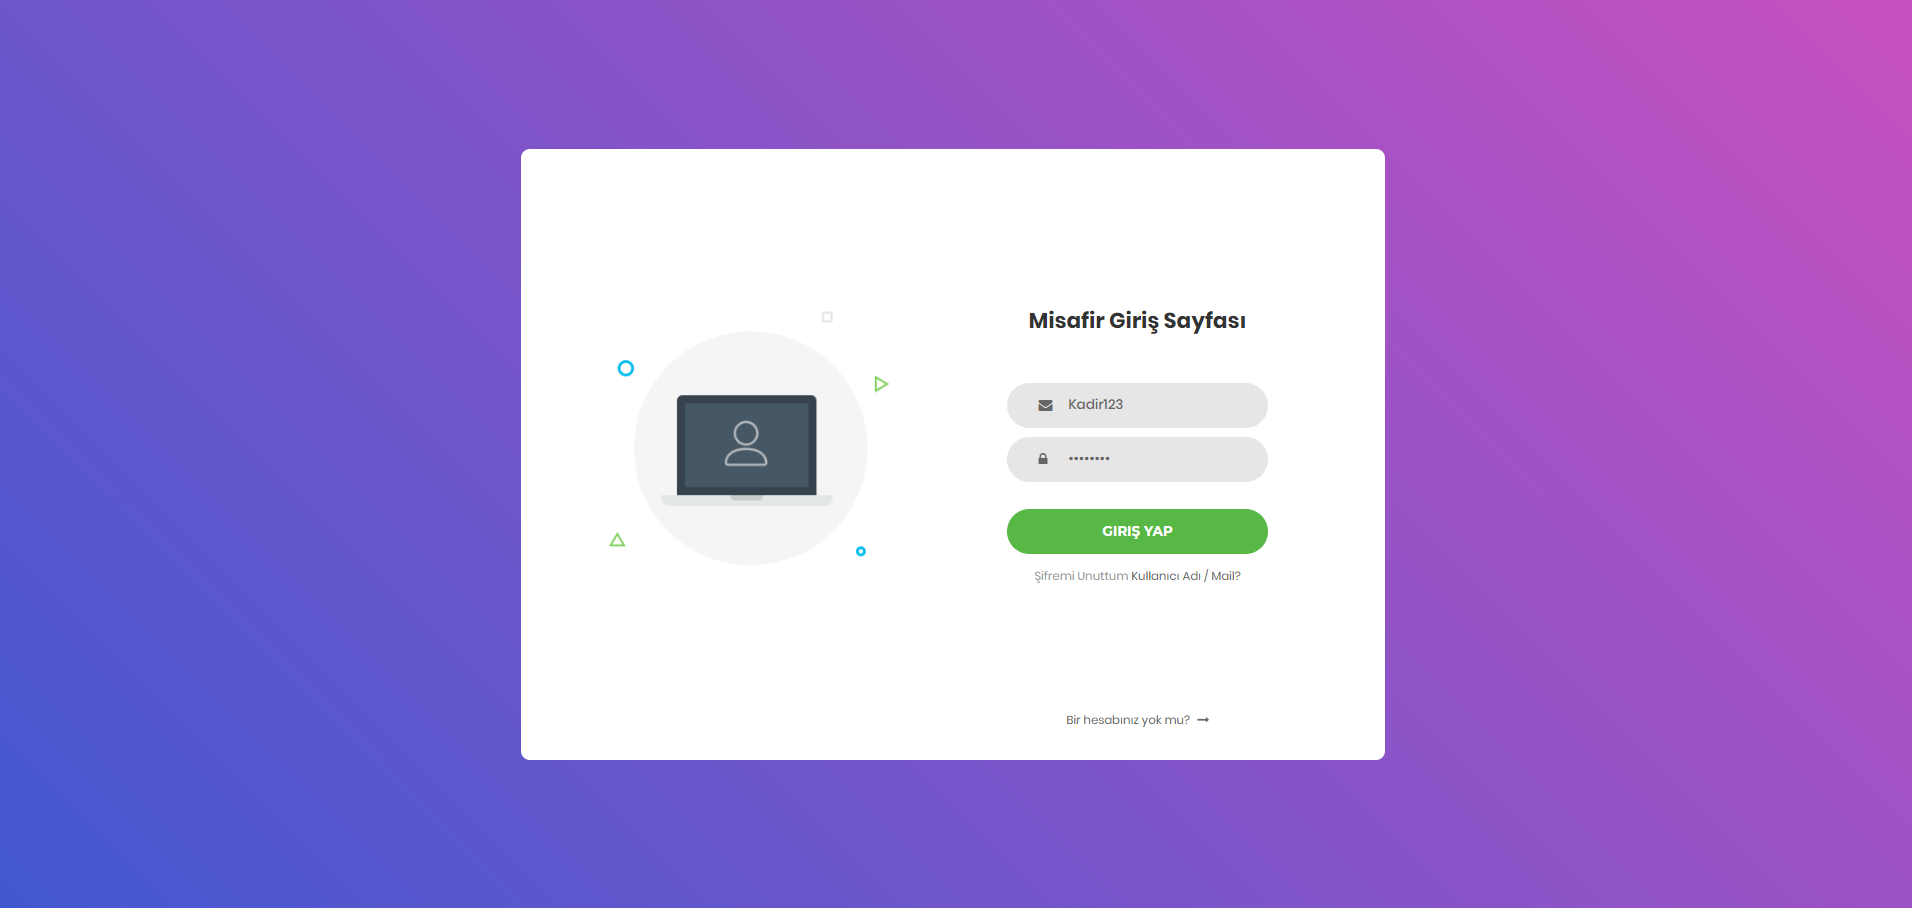 Misafir Giriş Sayfası
Kadir123
••••••••
GIRIŞ YAP
Şifremi Unuttum Kullanıcı Adı / Mail?
Bir hesabınız yok mu?